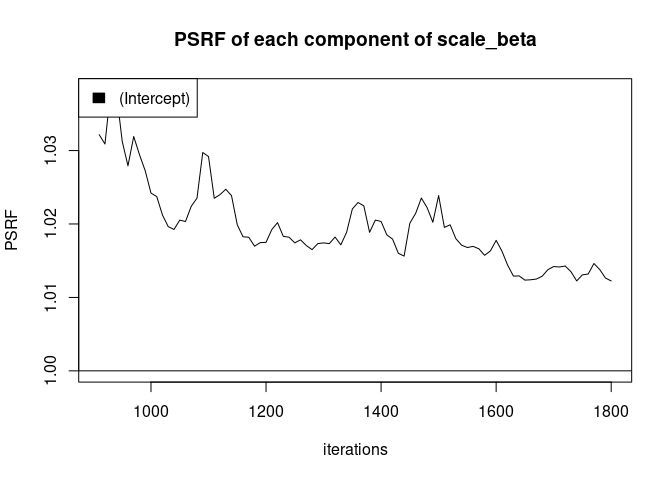 PSRF of each component of scale_beta
(Intercept)
PSRF
1.03
1.02
1.01
1.00
1000 1200 1400 1600 1800
iterations